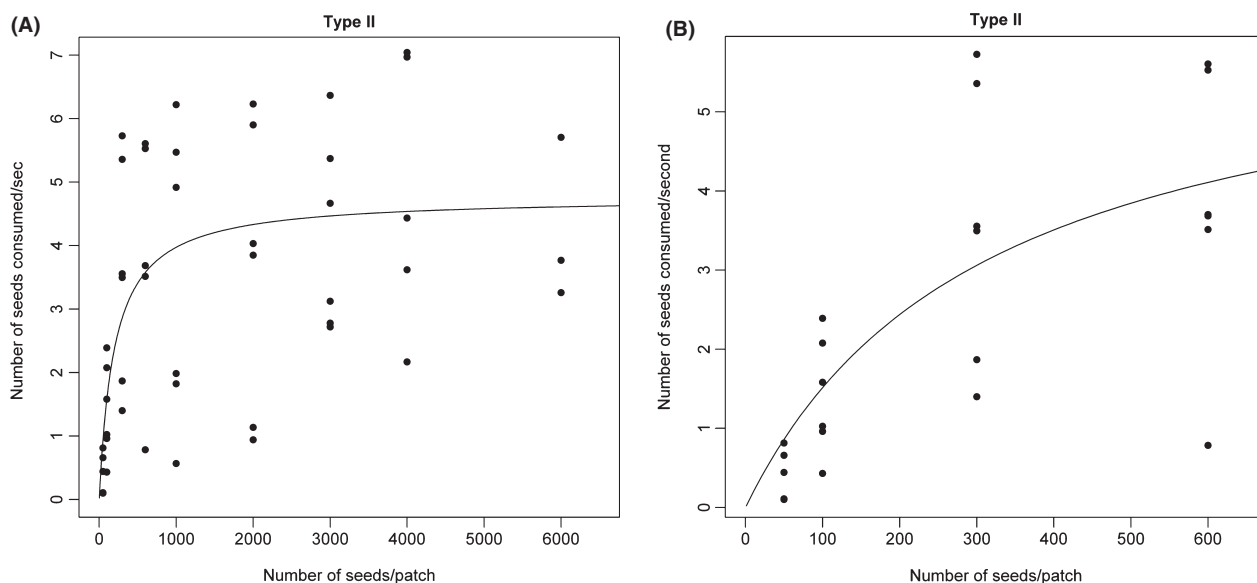 (A)
Type II
Number of seeds consumed/sec
7
6
5
4
3
2
1
0
0 1000 2000 3000 4000 5000 6000
Number of seeds/patch
(B)
Type II
Number of seeds consumed/second
5
4
3
2
1
0
0 100 200 300 400 500 600
Number of seeds/patch